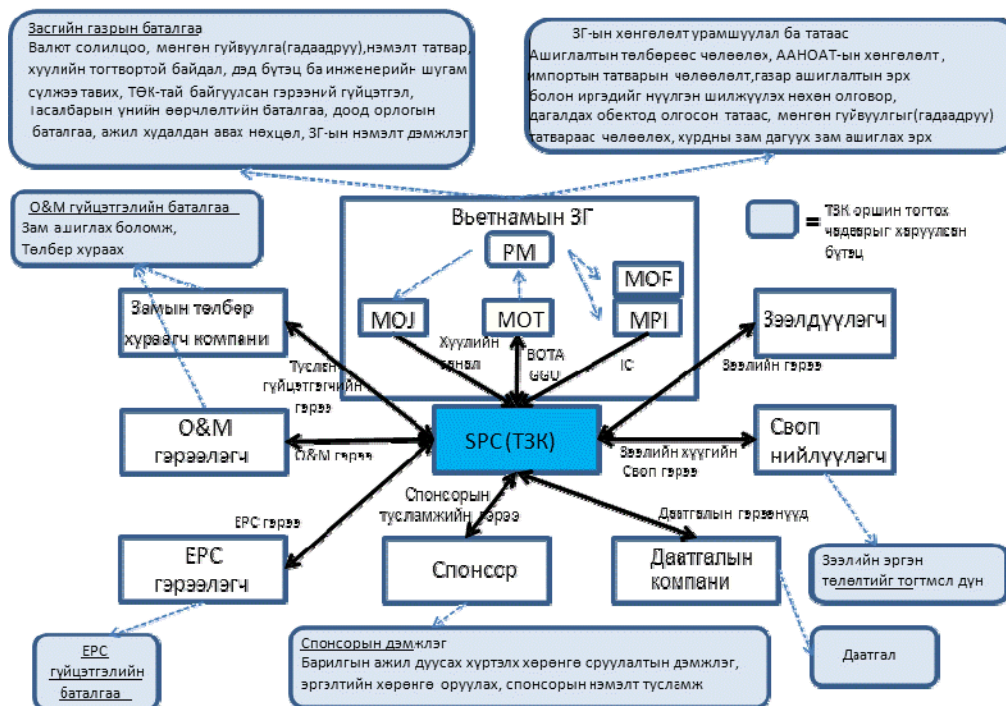 Засгийн газрын баталгаа
Валют солилцоо, мөнгөн гуйвуулга(гадаадруу),нэмэлт татвар,
хуулийн тогтвортой байдал, дэд бүтэц ба инженерийн шугам
сүлжээ тавих, ТӨК-тай байгуулсан гэрээний гүйцэтгэл,
Тасалбарын үнийн өөрчлөлтийн баталгаа, доод орлогын
баталгаа, ажил худалдан авах нөхцөл, ЗГ-ын нэмэлт дэмжлэг
ЗГ-ын хөнгөлөлт урамшуулал ба татаас
Ашиглалтын төлбөрөөс чөлөөлөх, ААНОАТ-ын хөнгөлөлт,
импортын татварын чөлөөлөлт,газар ашиглалтын эрх
болон иргэдийг нүүлгэн шилжүүлэх нөхөн олговор,
дагалдах обектод олгосон татаас, мөнгөн гуйвуулгыг(гадаадруу)
татвараас чөлөөлөх, хурдны зам дагуух зам ашиглах эрх
O&M гүйцэтгэлийн баталгаа
Зам ашиглах боломж,
Төлбөр хураах
Вьетнамын ЗГ
PM
MOF
MOJ
MOT
MPI
= ТЗК оршин тогтох
чадварыг харуулсан
бүтэц
Замын төлбөр
хураагч компани
Зээлдүүлэгч
Хуулийн
санал
BOTA
GGU
IC
Төслийн
гүйцэтгэгчийн
гэрээ
Зээлийн гэрээ
O&M
гэрээлэгч
O&M гэрээ
SPC (ТЗК)
Зээлийн хүүгийн
Своп гэрээ
Своп
нийлүүлэгч
EPC гэрээ
Спонсорын
тусламжийн гэрээ
Даатгалын гэрээнүүд
EPC
гэрээлэгч
Спонсор
Даатгалын
компани
Зээлийн эргэн
төлөлтийг тогтмол дүн
EPC
гүйцэтгэлийн
баталгаа
Спонсорын дэмжлэг
Барилгын ажил дуусах хүртэлх хөрөнгө оруулалтын дэмжлэг,
эргэлтийн хөрөнгө оруулах, спонсорын нэмэлт тусламж
Даатгал